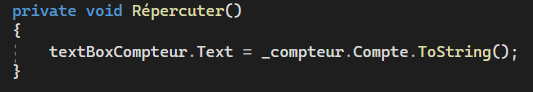 private void Répercuter()
{
    textBoxCompteur.Text = _compteur.Compte.ToString();
}